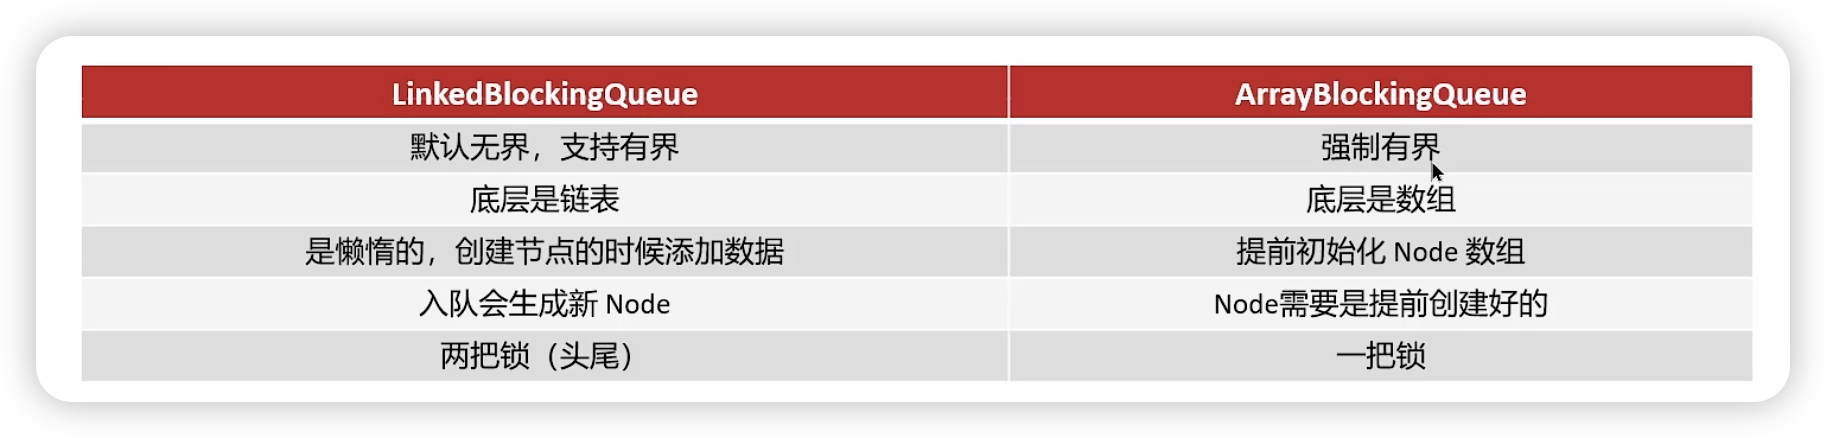 LinkedBlockingQueue ArrayBlockingQueue
默认无界，支持有界 强制有界
底层是链表 底层是数组
是懒惰的，创建节点的时候添加数据 提前初始化 Node 数组
入队会生成新 Node Node需要是提前创建好的
两把锁（头尾） 一把锁